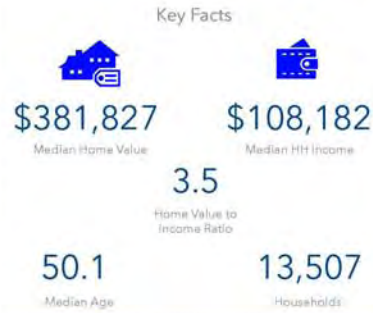 Key Facts
$381,827
Median Home Value
$108,182
Median HH Income
3.5
Home Value to
Income Ratio
50.1
Median Age
13,507
Households